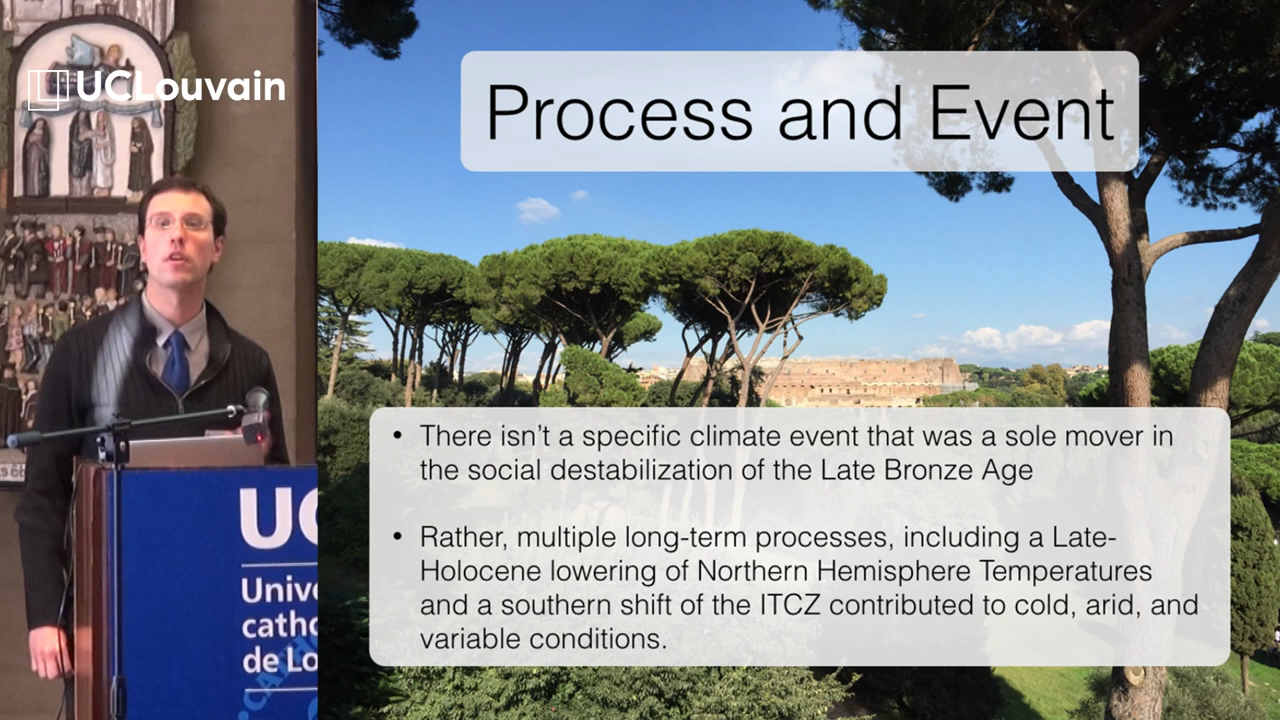 UCLouvain
Process and Event
• There isn’t a specific climate event that was a sole mover in
the social destabilization of the Late Bronze Age
• Rather, multiple long-term processes, including a Late-
Holocene lowering of Northern Hemisphere Temperatures
and a southern shift of the ITCZ contributed to cold, arid, and
variable conditions.
UC
Unive
catho
de Lo